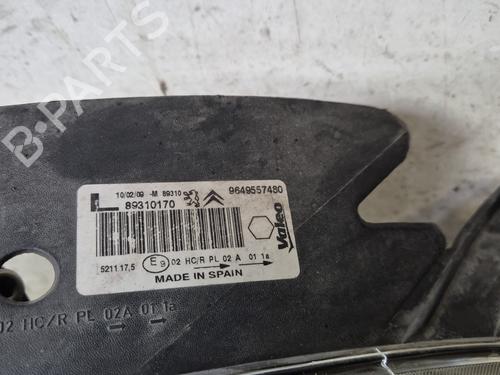 B-PARTS
10/02/09 -M 89310
9649557480
L 89310170
Valeo
5211.17,5 E9 02 HC/R PL 02 A 01 1a
MADE IN SPAIN
02 HC/R PL 02A 01 1a